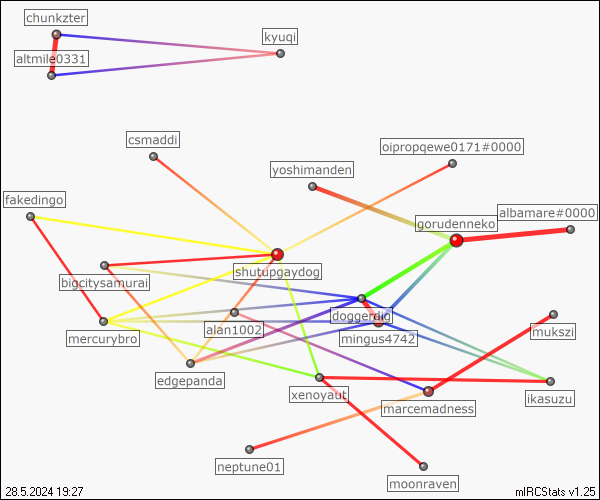 chunkzter
kyuqi
altmile0331
csmaddi
oipropqewe0171#0000
yoshimanden
fakedingo
albamare#0000
gorudenneko
shutupgaydog
bigcitysamurai
doggerdig
mukszi
alan1002
mingus4742
mercurybro
edgepanda
xenoyaut
ikasuzu
marcemadness
neptune01
moonraven
28.5.2024 19:27
mIRCStats v1.25